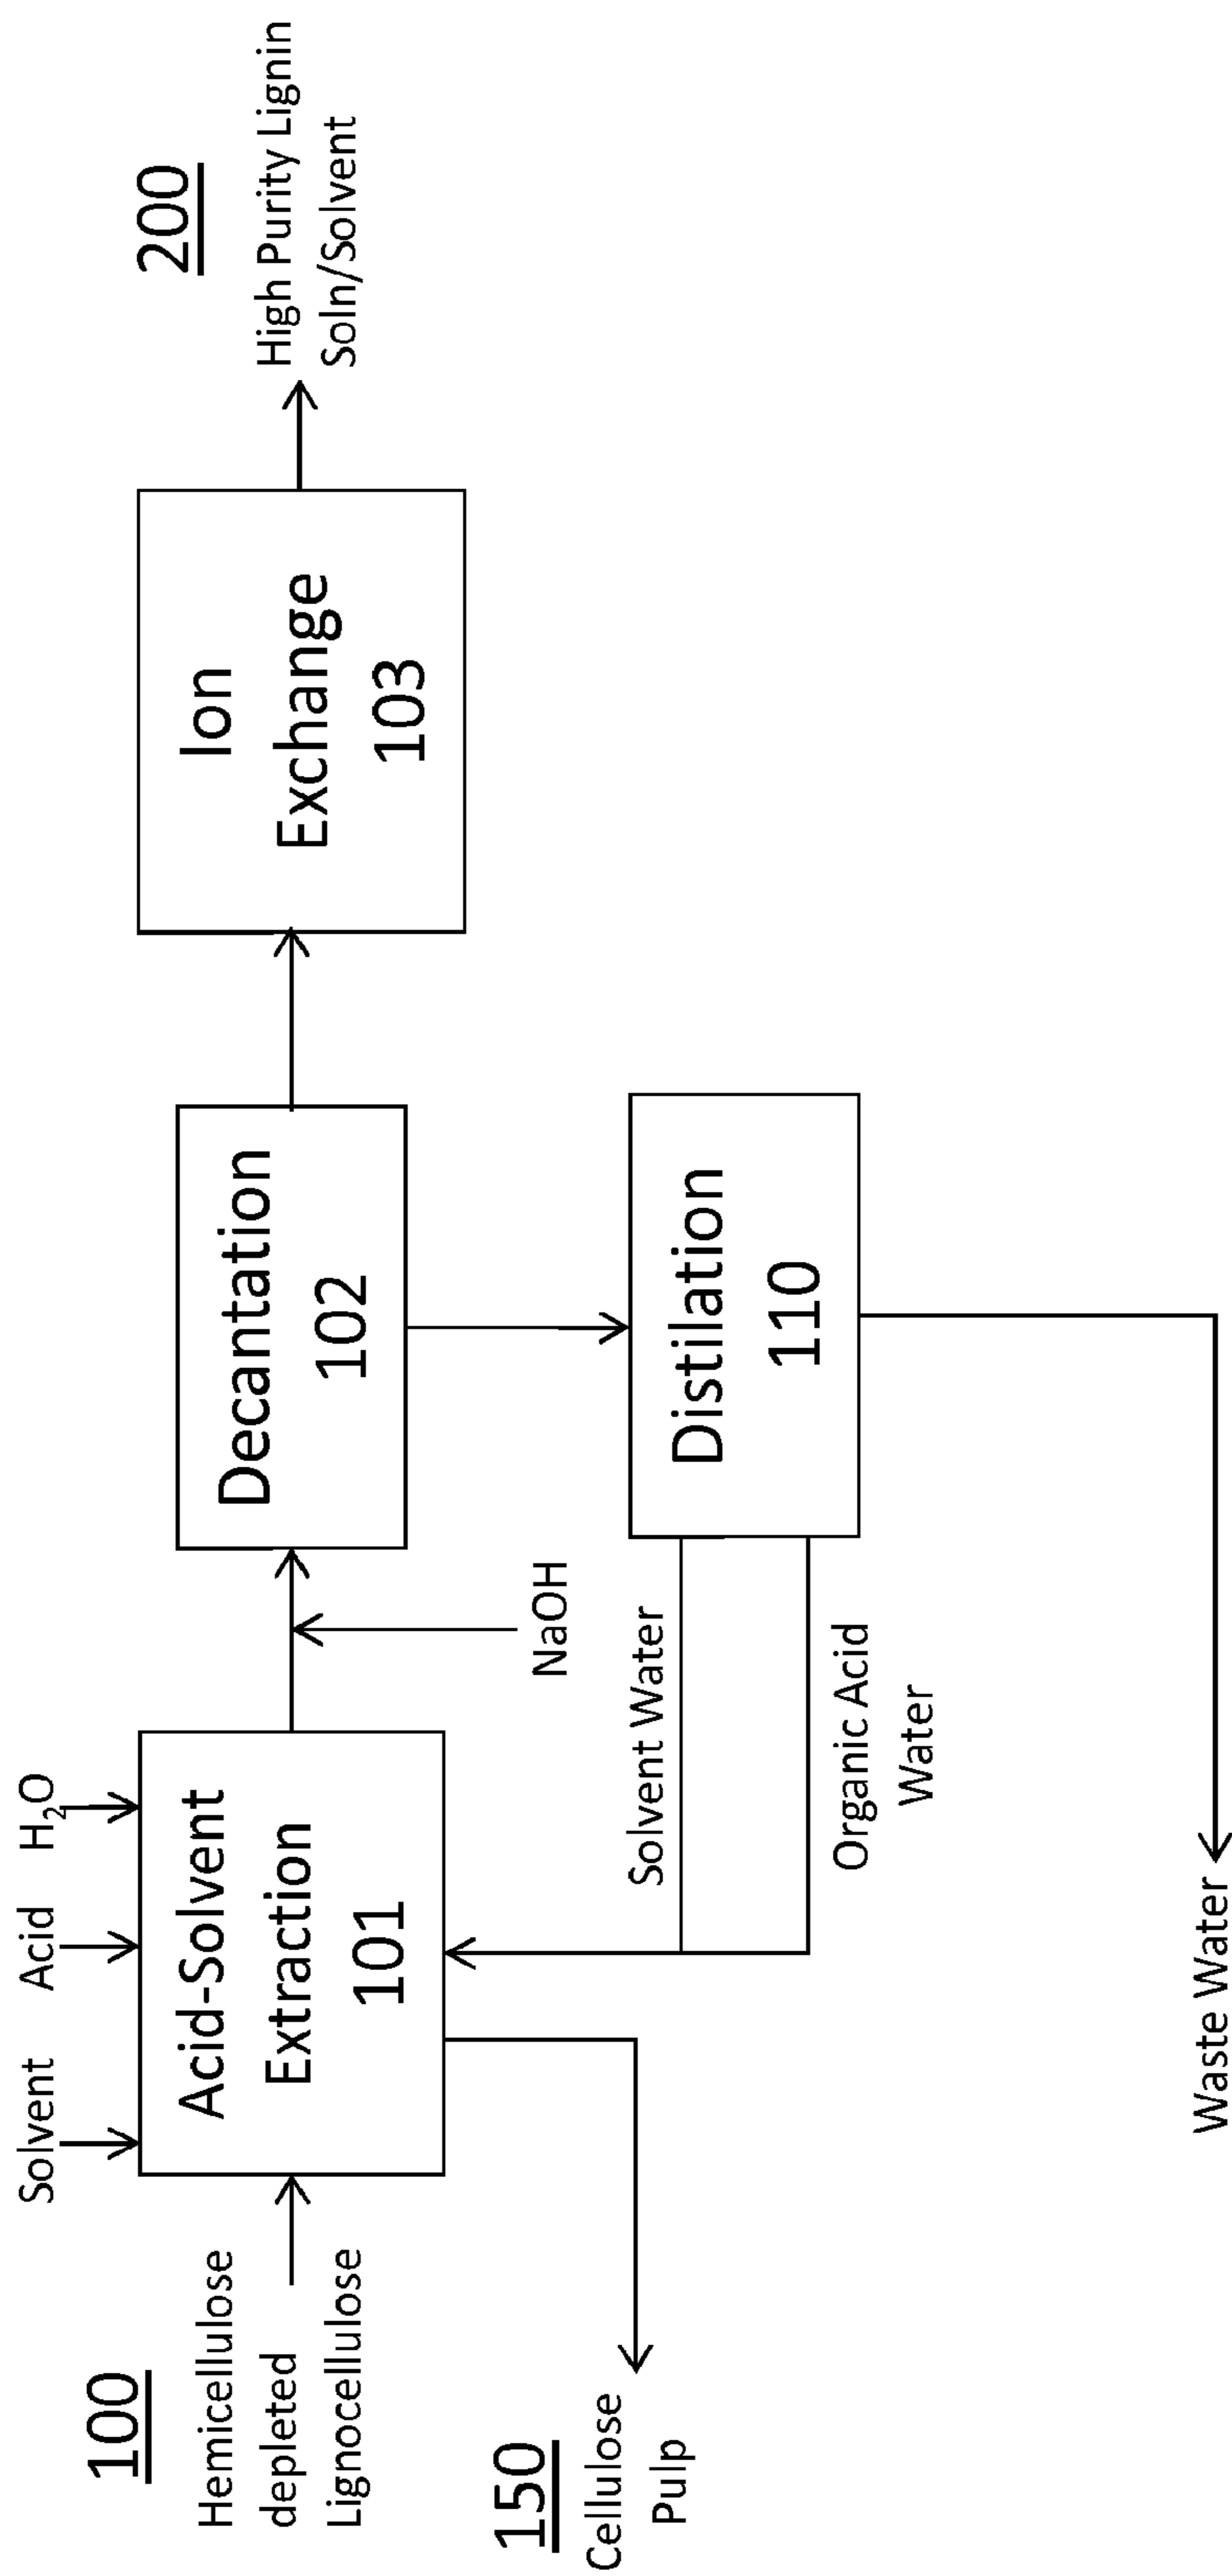 100
Hemicellulose
depleted
Lignocellulose
Solvent
Acid
H₂O
Acid-Solvent
Extraction
101
150
Cellulose
Pulp
NaOH
Decantation
102
Solvent Water
Organic Acid
Water
Distilation
110
Waste Water
Ion
Exchange
103
200
High Purity Lignin
Soln/Solvent